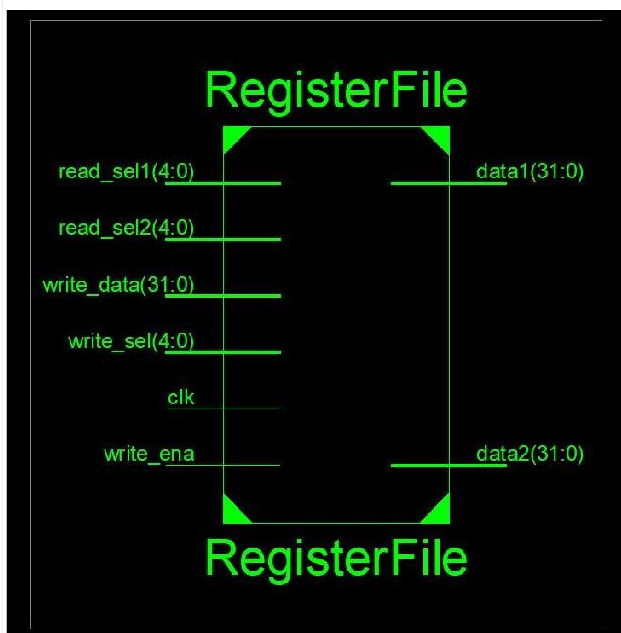 RegisterFile
read_sel1(4:0)
data1(31:0)
read_sel2(4:0)
write_data(31:0)
write_sel(4:0)
clk
write_ena
data2(31:0)
RegisterFile